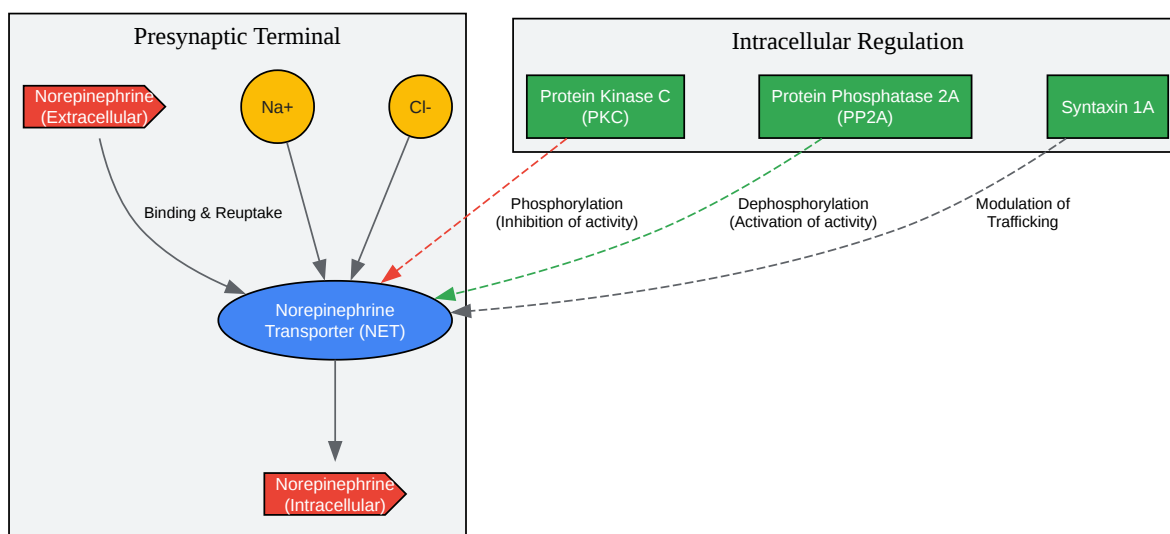 Presynaptic Terminal
Norepinephrine
(Extracellular)
Na+
Cl-
Binding & Reuptake
Norepinephrine
Transporter (NET)
Norepinephrine
(Intracellular)
Intracellular Regulation
Protein Kinase C
(PKC)
Protein Phosphatase 2A
(PP2A)
Syntaxin 1A
Phosphorylation
(Inhibition of activity)
Dephosphorylation
(Activation of activity)
Modulation of
Trafficking